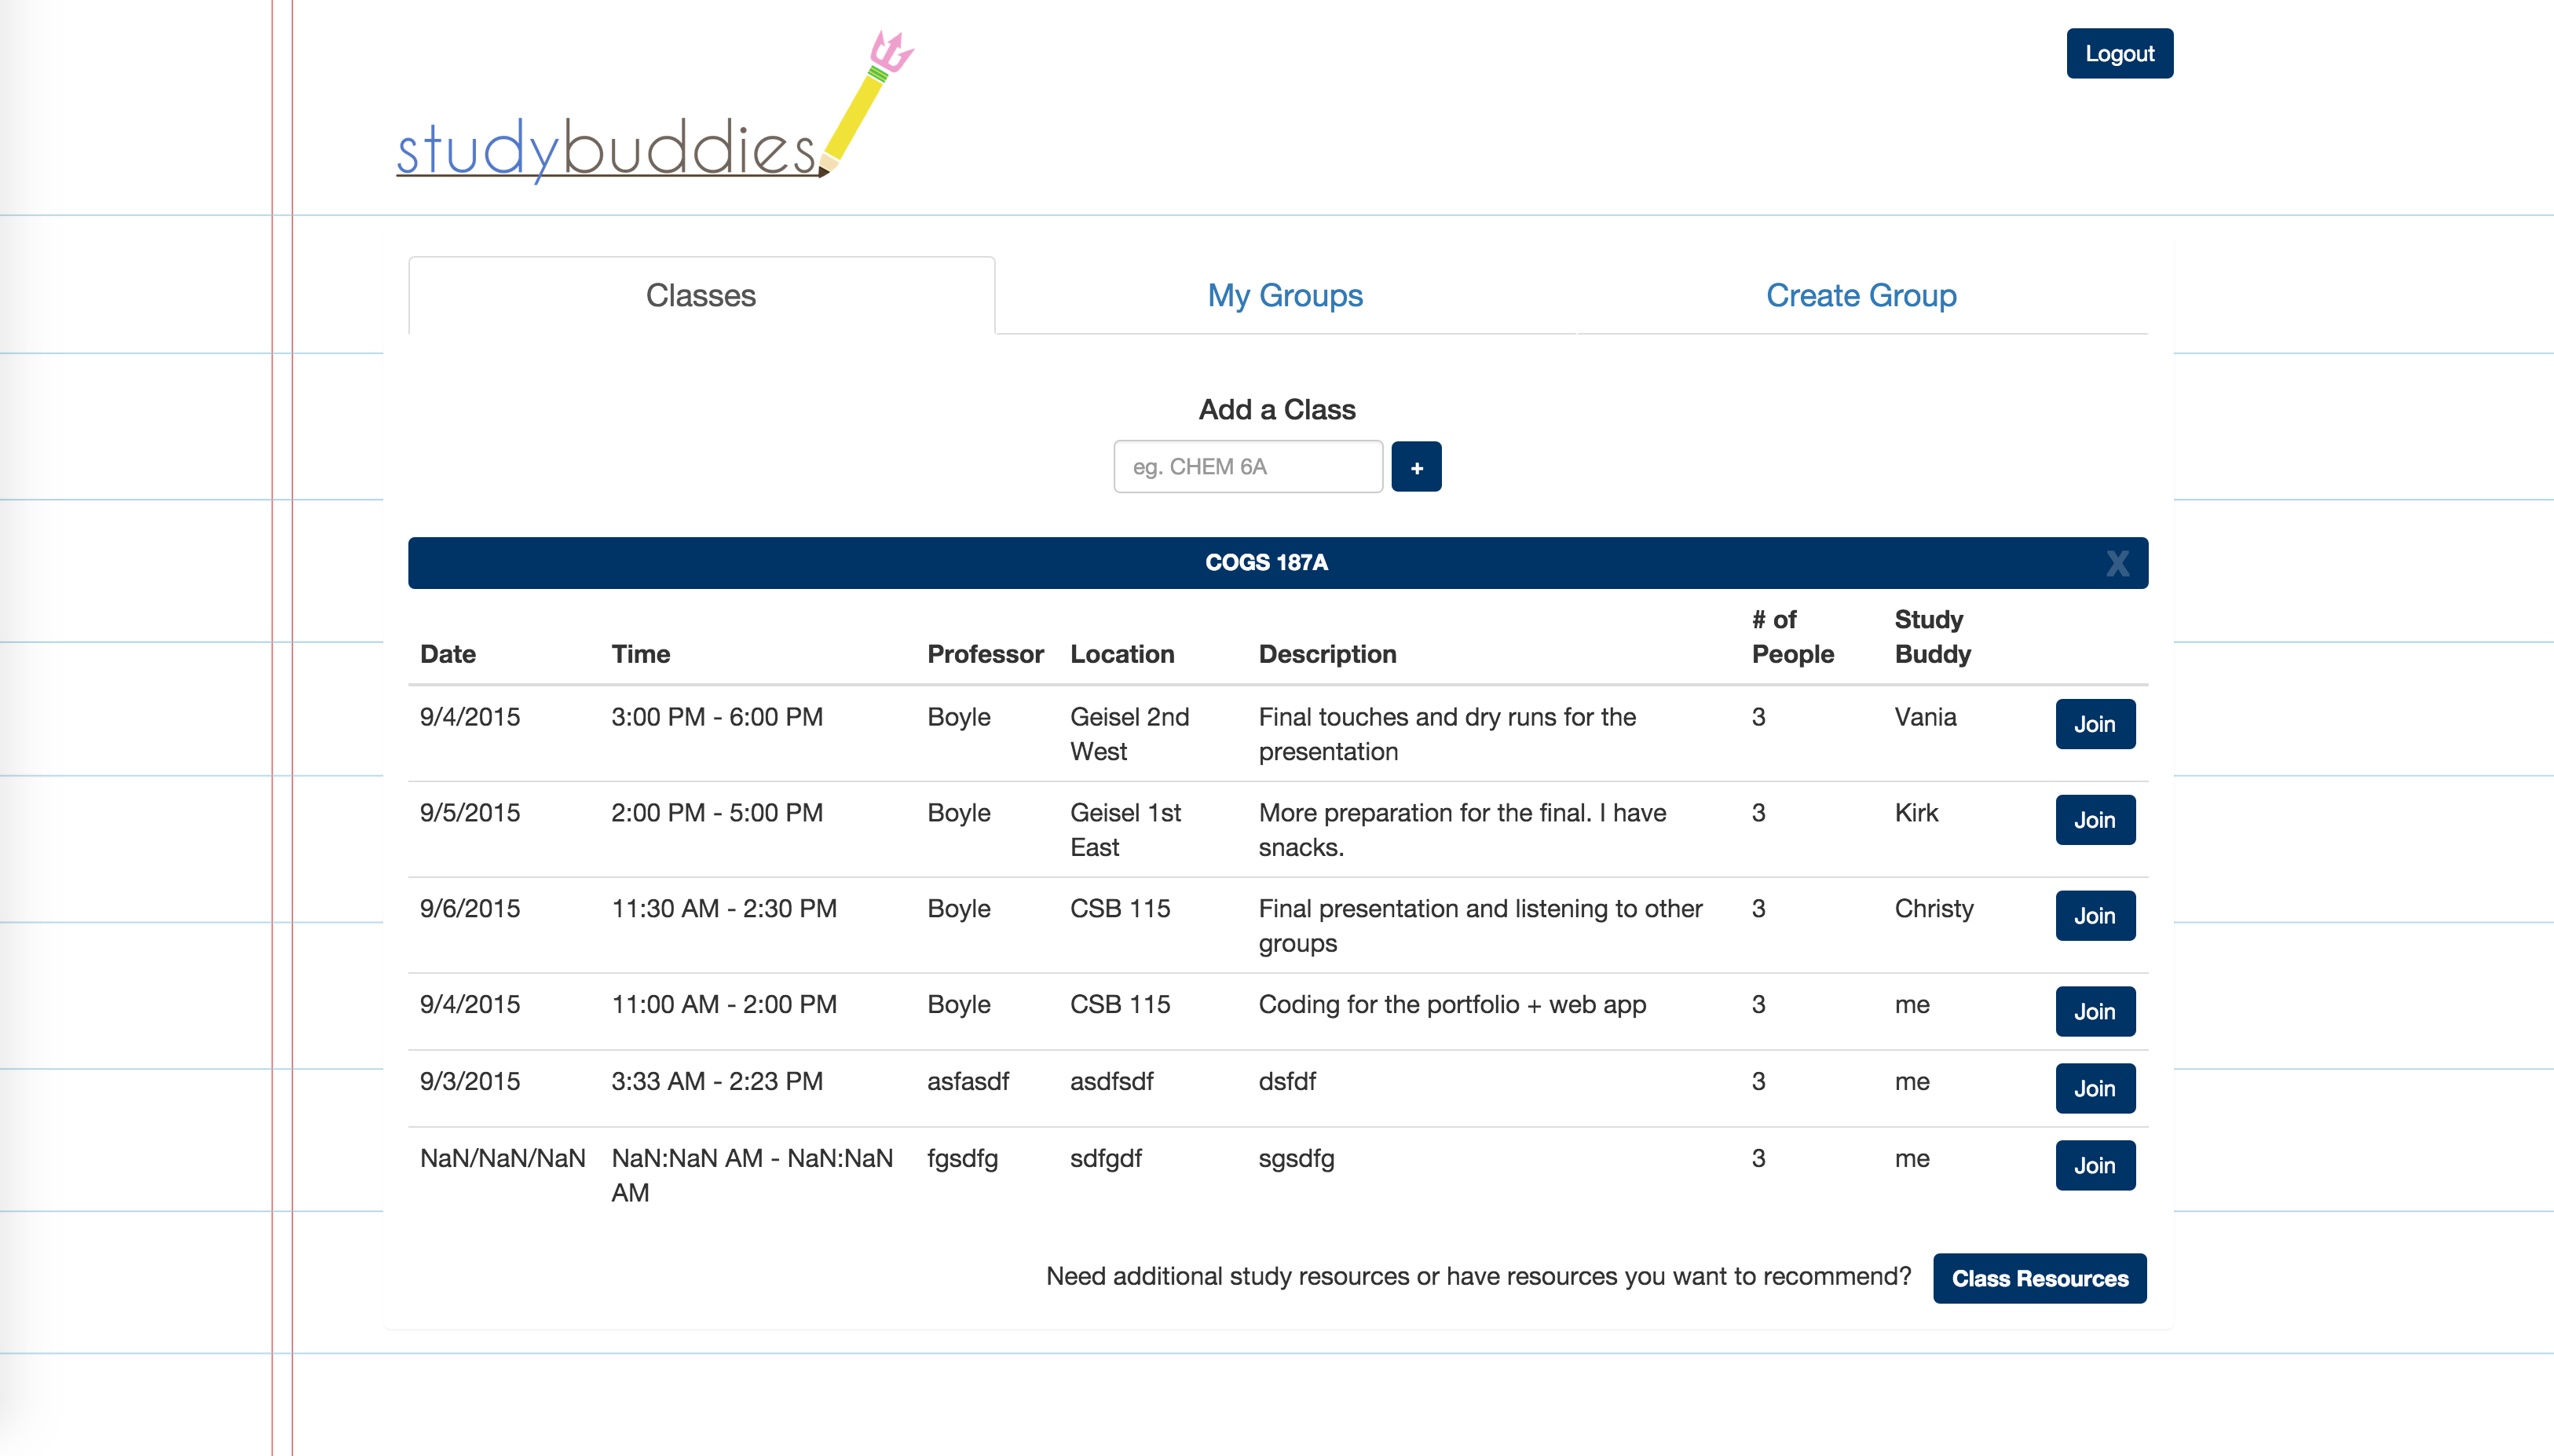 Logout
studybuddies
Classes
My Groups
Create Group
Add a Class
eg. CHEM 6A
+
COGS 187A
X
Date Time Professor Location Description # of People Study Buddy
9/4/2015 3:00 PM - 6:00 PM Boyle Geisel 2nd West Final touches and dry runs for the presentation 3 Vania Join
9/5/2015 2:00 PM - 5:00 PM Boyle Geisel 1st East More preparation for the final. I have snacks. 3 Kirk Join
9/6/2015 11:30 AM - 2:30 PM Boyle CSB 115 Final presentation and listening to other groups 3 Christy Join
9/4/2015 11:00 AM - 2:00 PM Boyle CSB 115 Coding for the portfolio + web app 3 me Join
9/3/2015 3:33 AM - 2:23 PM asfasdf asdfsdf dsfdf 3 me Join
NaN/NaN/NaN NaN:NaN AM - NaN:NaN AM fgsdfg sdfgdf sgsdfg 3 me Join
Need additional study resources or have resources you want to recommend? Class Resources